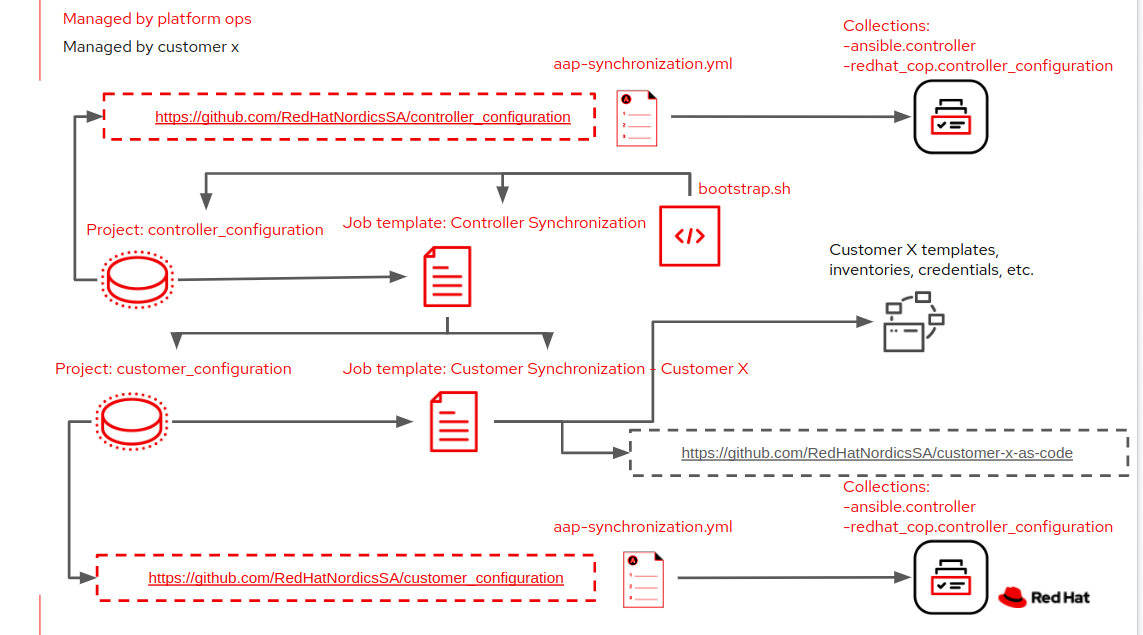 Managed by platform ops
Managed by customer x
Collections:
-ansible.controller
-redhat_cop.controller_configuration
aap-synchronization.yml
https://github.com/RedHatNordicsSA/controller_configuration
bootstrap.sh
Project: controller_configuration
Job template: Controller Synchronization
Customer X templates,
inventories, credentials, etc.
Project: customer_configuration
Job template: Customer Synchronization - Customer X
https://github.com/RedHatNordicsSA/customer-x-as-code
Collections:
-ansible.controller
-redhat_cop.controller_configuration
aap-synchronization.yml
https://github.com/RedHatNordicsSA/customer_configuration
Red Hat